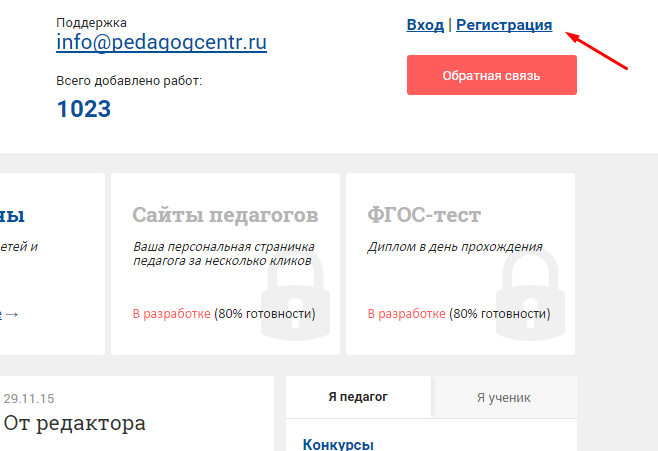 Поддержка
info@pedagogcentr.ru
Вход | Регистрация
Обратная связь
Всего добавлено работ:
1023
ны
етей и
е →
Сайты педагогов
Ваша персональная страничка
педагога за несколько кликов
В разработке (80% готовности)
ФГОС-тест
Диплом в день прохождения
В разработке (80% готовности)
29.11.15
От редактора
Я педагог
Я ученик
Конкурсы